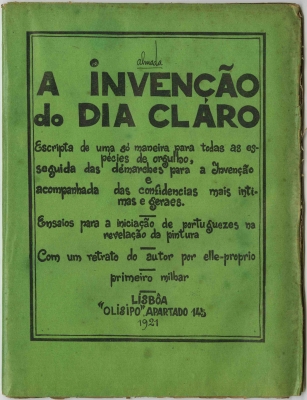 almada
A INVENÇÃO
do DIA CLARO
Escripta de uma só maneira para todas as es-
pécies de orgulho,
seguida das démarches para a Invenção
e
acompanhada das confidencias mais inti-
mas e geraes.
Ensaios para a iniciação de portuguezes na
revelação da pintura
Com um retrato do autor por elle-proprio
primeiro milhar
LISBÔA
"OLISIPO". APARTADO 145
1921